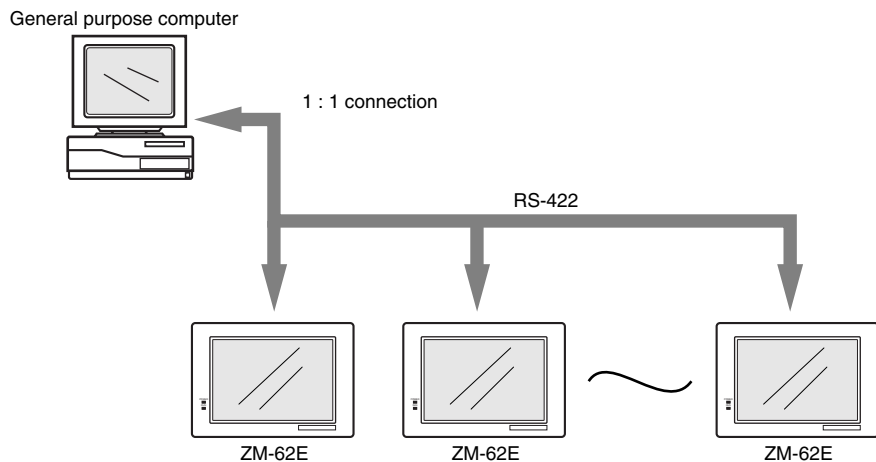 General purpose computer
1 : 1 connection
RS-422
ZM-62E
ZM-62E
ZM-62E